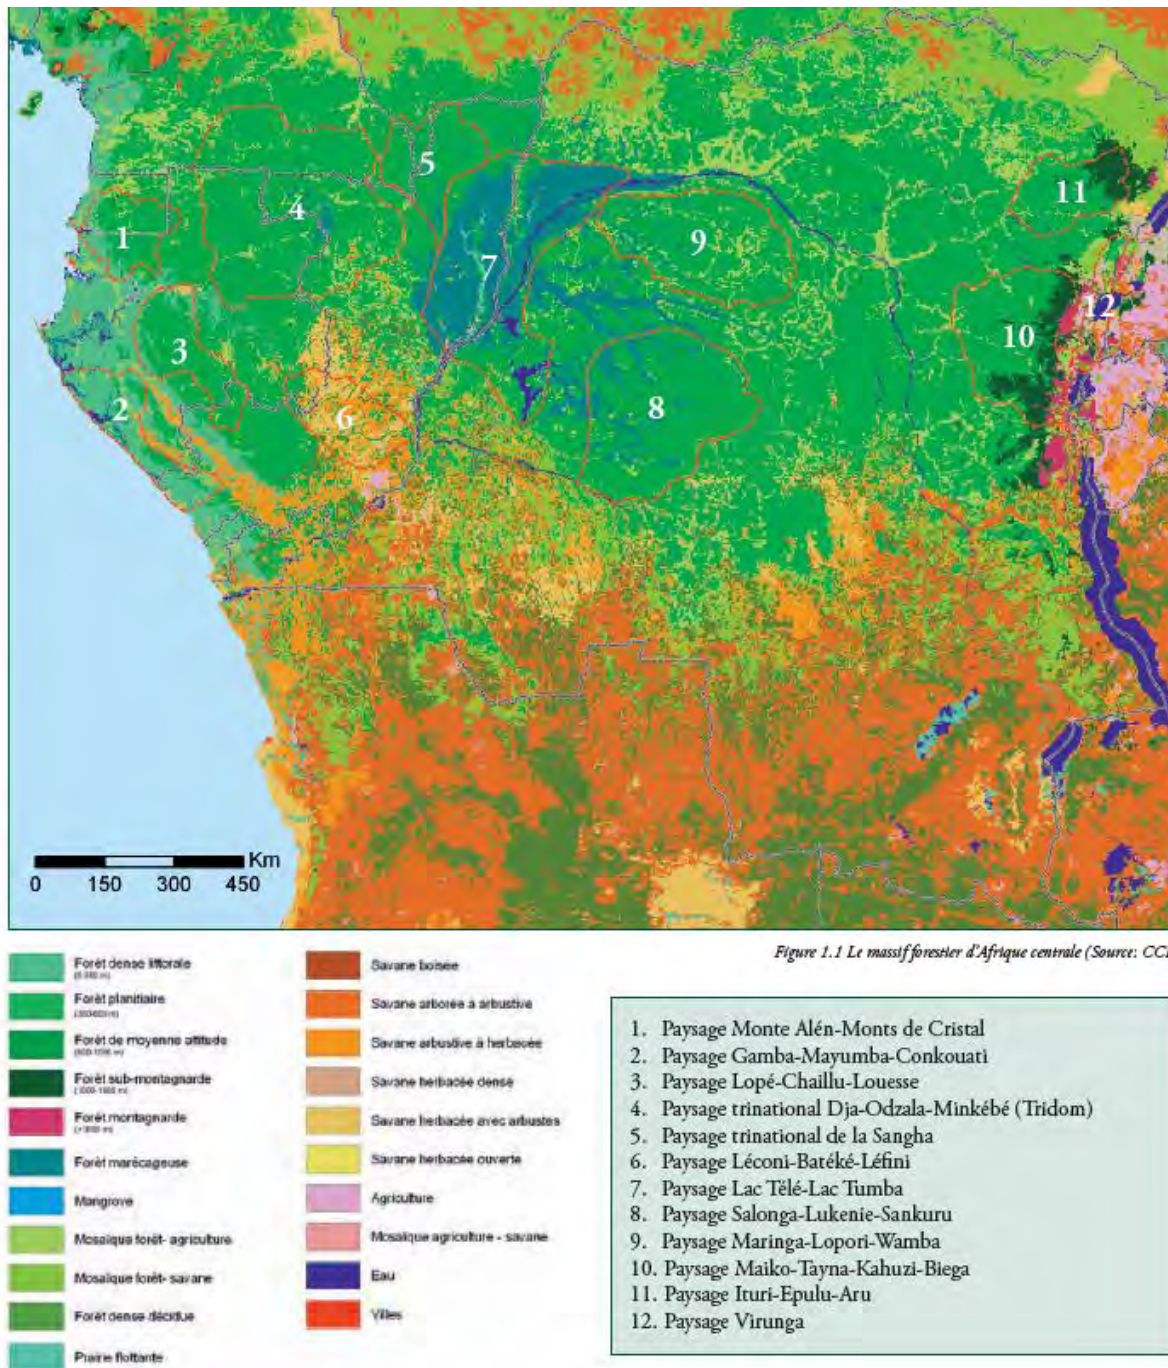 5
11
4
1
9
7
12
10
3
2
8
6
Km
0 150 300 450
Figure 1.1 Le massif forestier d'Afrique centrale (Source: CCI
Forêt dense littorale
Forêt planitiaire
Forêt de moyenne altitude
Forêt sub-montagnarde
Forêt montagnarde
Forêt marécageuse
Mangrove
Mosaïque forêt- agriculture
Mosaïque forêt- savane
Forêt dense décidue
Prairie flottante
Savane boisée
Savane arborée à arbustive
Savane arbustive à herbacée
Savane herbacée dense
Savane herbacée avec arbustes
Savane herbacée ouverte
Agriculture
Mosaïque agriculture - savane
Eau
Villes
1. Paysage Monte Alén-Monts de Cristal
2. Paysage Gamba-Mayumba-Conkouati
3. Paysage Lopé-Chaillu-Louesse
4. Paysage trinational Dja-Odzala-Minkébé (Tridom)
5. Paysage trinational de la Sangha
6. Paysage Léconi-Batéké-Léfini
7. Paysage Lac Télé-Lac Tumba
8. Paysage Salonga-Lukenie-Sankuru
9. Paysage Maringa-Lopori-Wamba
10. Paysage Maiko-Tayna-Kahuzi-Biega
11. Paysage Ituri-Epulu-Aru
12. Paysage Virunga